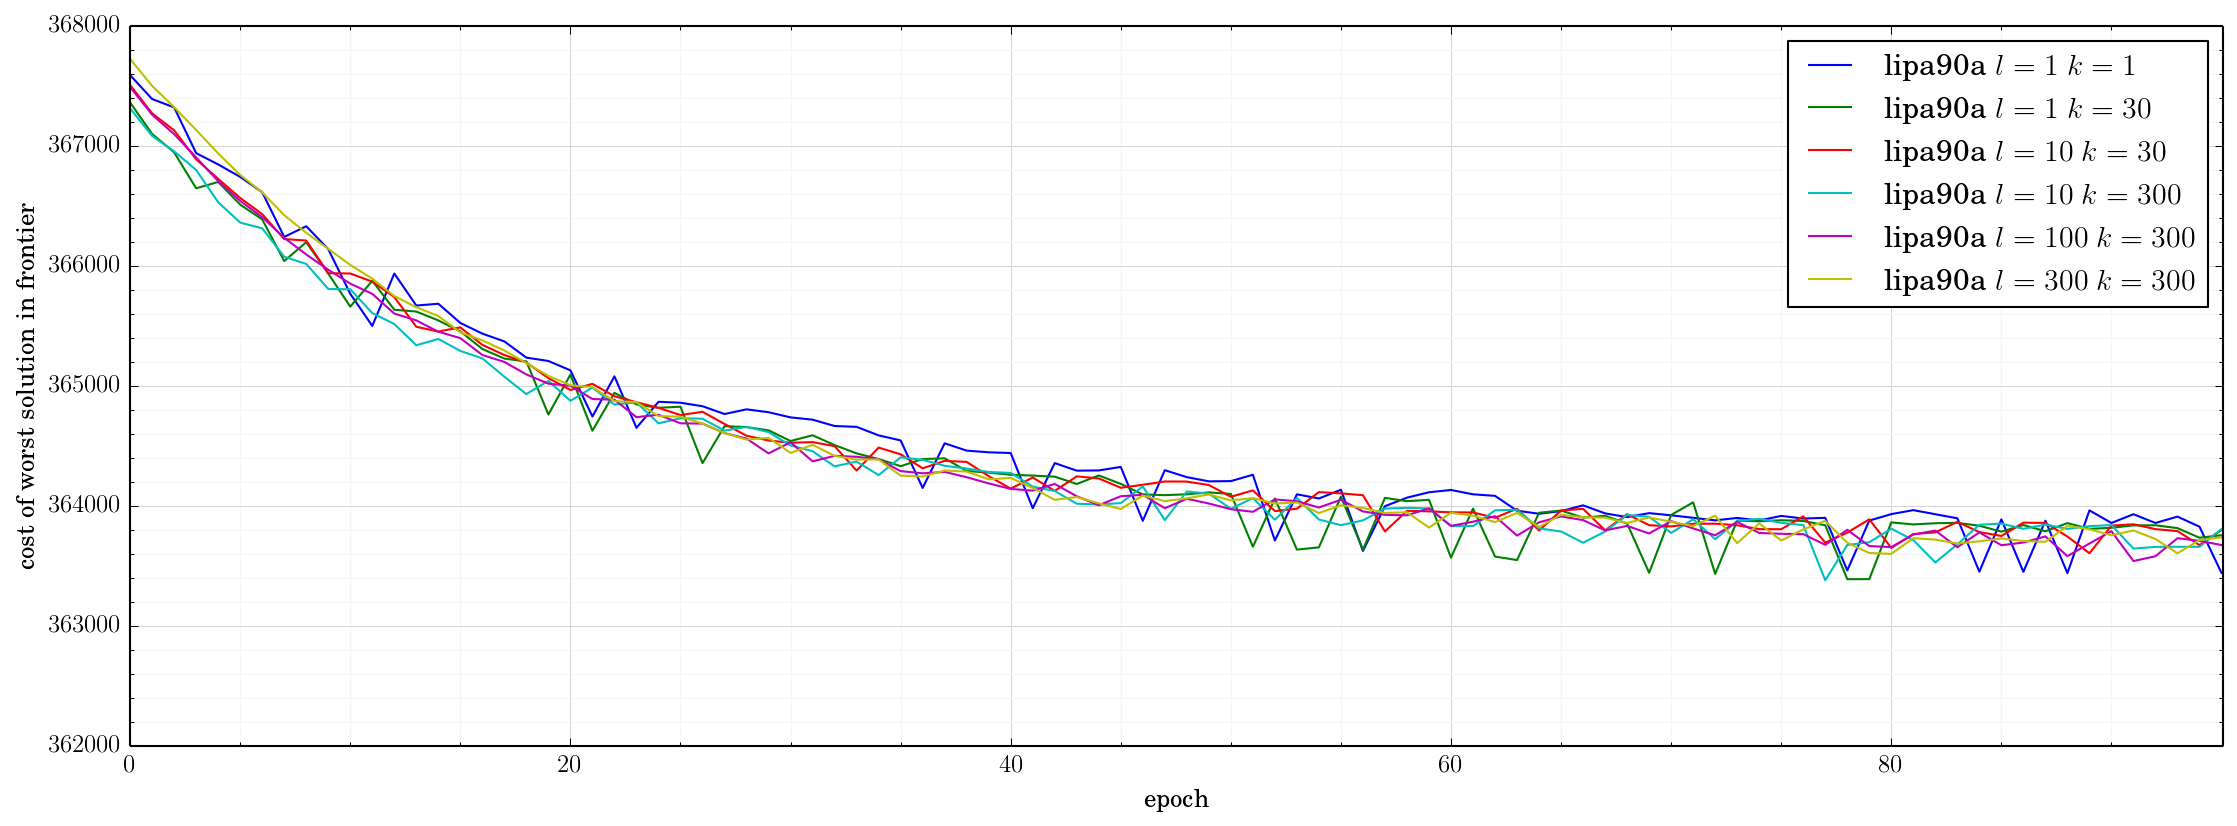 368000
367000
366000
365000
364000
363000
362000
cost of worst solution in frontier
0 20 40 60 80
epoch
lipa90a l = 1 k = 1
lipa90a l = 1 k = 30
lipa90a l = 10 k = 30
lipa90a l = 10 k = 300
lipa90a l = 100 k = 300
lipa90a l = 300 k = 300